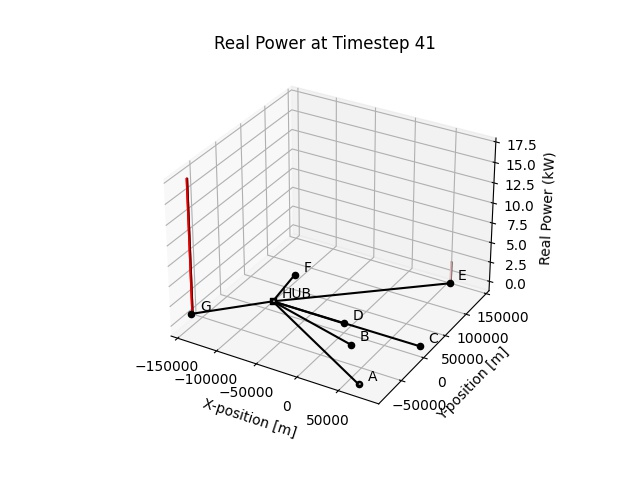 Real Power at Timestep 41
17.5
15.0
12.5
10.0
7.5
5.0
2.5
0.0
Real Power (kW)
F
E
HUB
G
D
B
C
A
−150000
−100000
−50000
0
50000
X-position [m]
150000
100000
50000
0
−50000
Y-position [m]